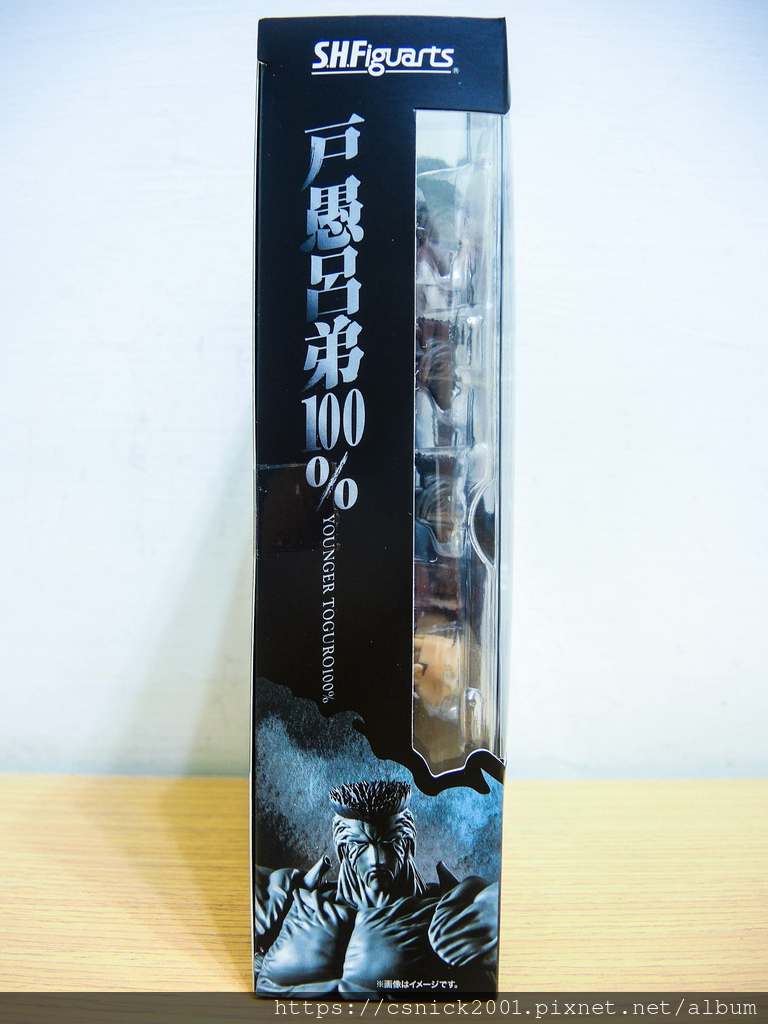 S.H.Figuarts®
戸愚呂弟100%
YOUNGER TOGURO100%
※画像はイメージです。
https://csnick2001.pixnet.net/album